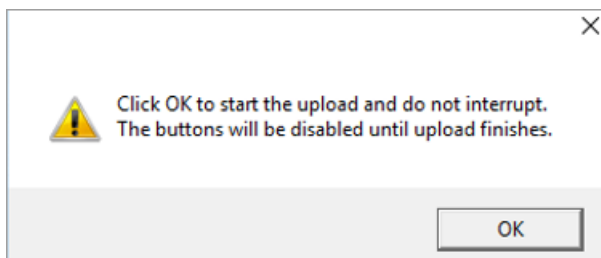 Click OK to start the upload and do not interrupt.
The buttons will be disabled until upload finishes.
OK